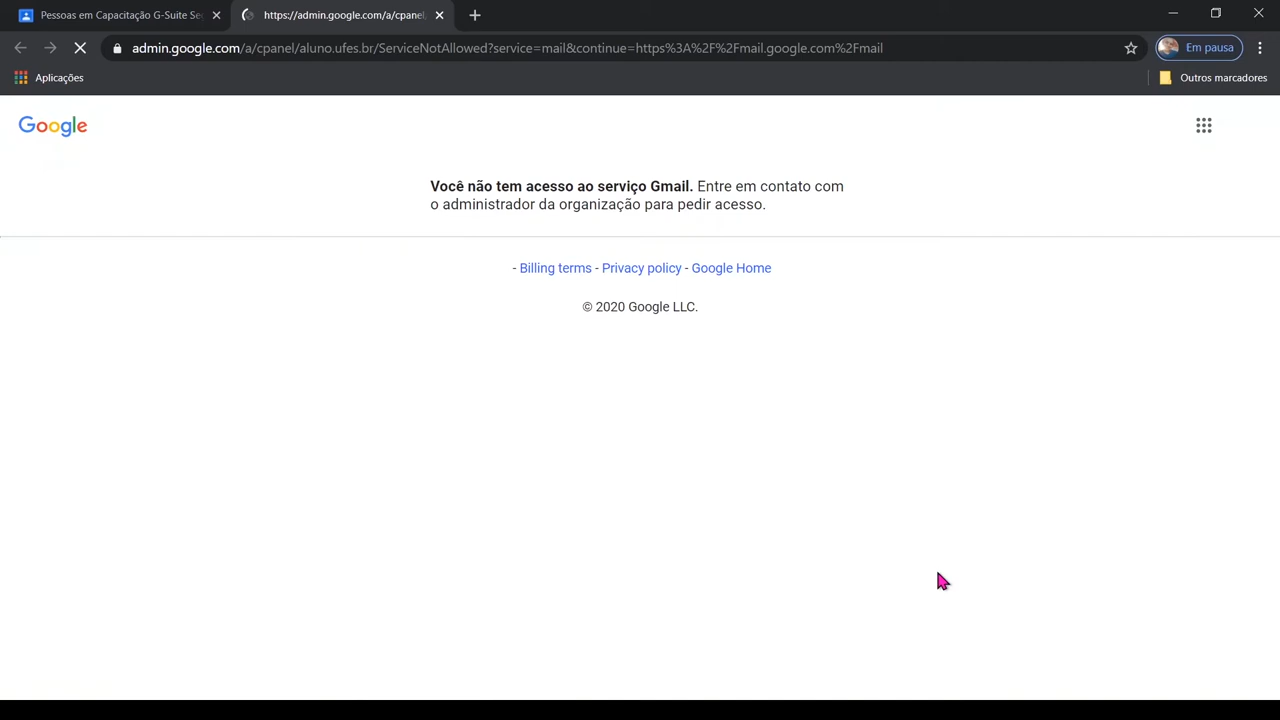 Pessoas em Capacitação G-Suite Seg
https://admin.google.com/a/cpanel/
admin.google.com/a/cpanel/aluno.ufes.br/ServiceNotAllowed?service=mail&continue=https%3A%2F%2Fmail.google.com%2Fmail
Em pausa
Aplicações
Outros marcadores
Google
Você não tem acesso ao serviço Gmail. Entre em contato com
o administrador da organização para pedir acesso.
- Billing terms - Privacy policy - Google Home
© 2020 Google LLC.